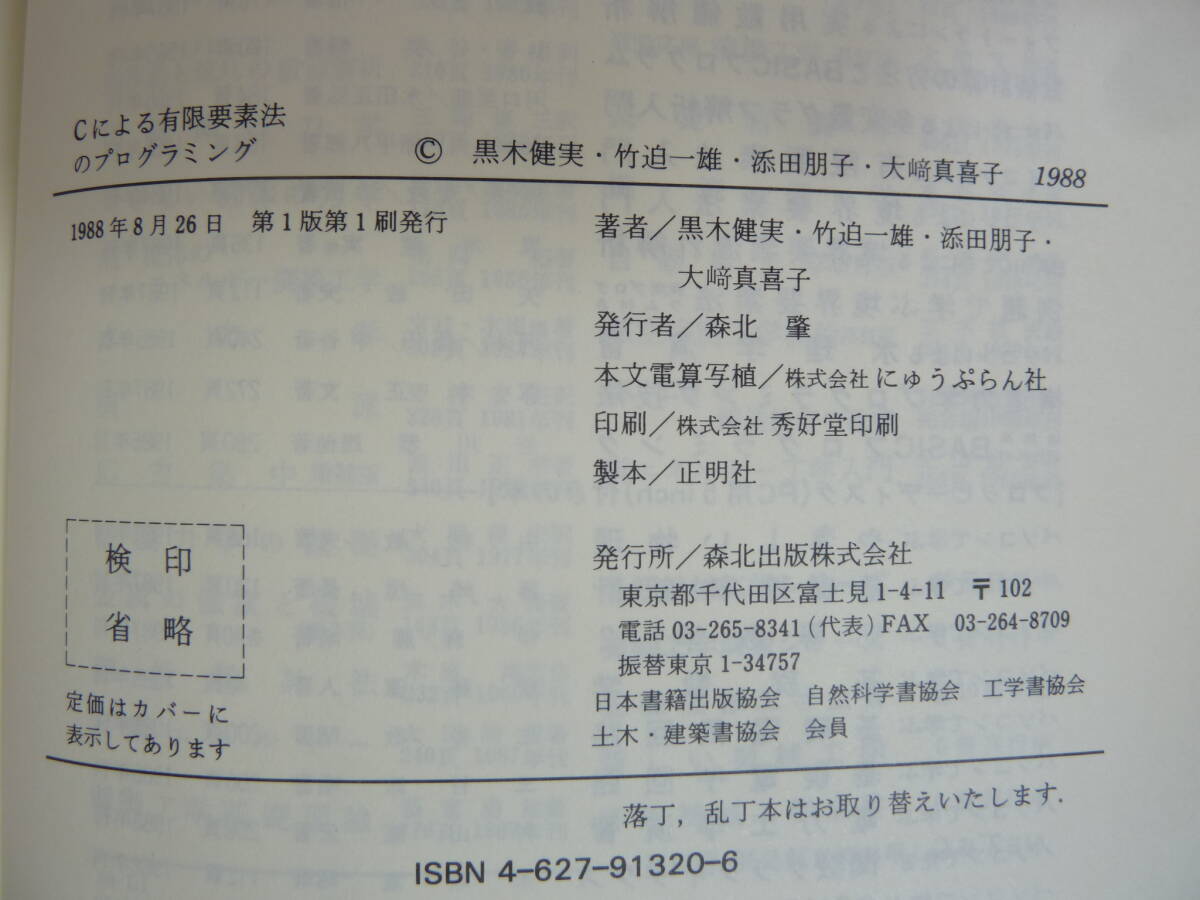 Cによる有限要素法
のプログラミング
© 黒木健実・竹迫一雄・添田朋子・大﨑真喜子 1988
1988年8月26日 第1版第1刷発行
著者／黒木健実・竹迫一雄・添田朋子・
大﨑真喜子
発行者／森北 肇
本文電算写植／株式会社にゅうぷらん社
印刷／株式会社 秀好堂印刷
製本／正明社
検印
省略
定価はカバーに
表示してあります
発行所／森北出版株式会社
東京都千代田区富士見1-4-11 〒102
電話 03-265-8341(代表)FAX 03-264-8709
振替東京1-34757
日本書籍出版協会 自然科学書協会 工学書協会
土木・建築書協会 会員
落丁，乱丁本はお取り替えいたします.
ISBN 4-627-91320-6